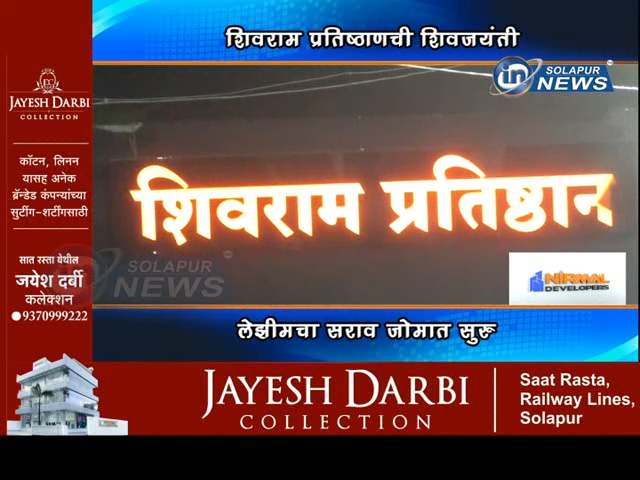 शिवराम प्रतिष्ठाणची शिवजयंती
in SOLAPUR NEWS
JAYESH DARBI
COLLECTION
कॉटन, लिनन
यासह अनेक
ब्रॅन्डेड कंपन्यांच्या
सुटींग-शर्टींगसाठी
सात रस्ता येथील
जयेश दर्बी
कलेक्शन
9370999222
शिवराम प्रतिष्ठान
SOLAPUR
NEWS
NIRMAL
DEVELOPERS
लेझीमचा सराव जोमात सुरू
JAYESH DARBI
COLLECTION
Saat Rasta,
Railway Lines,
Solapur